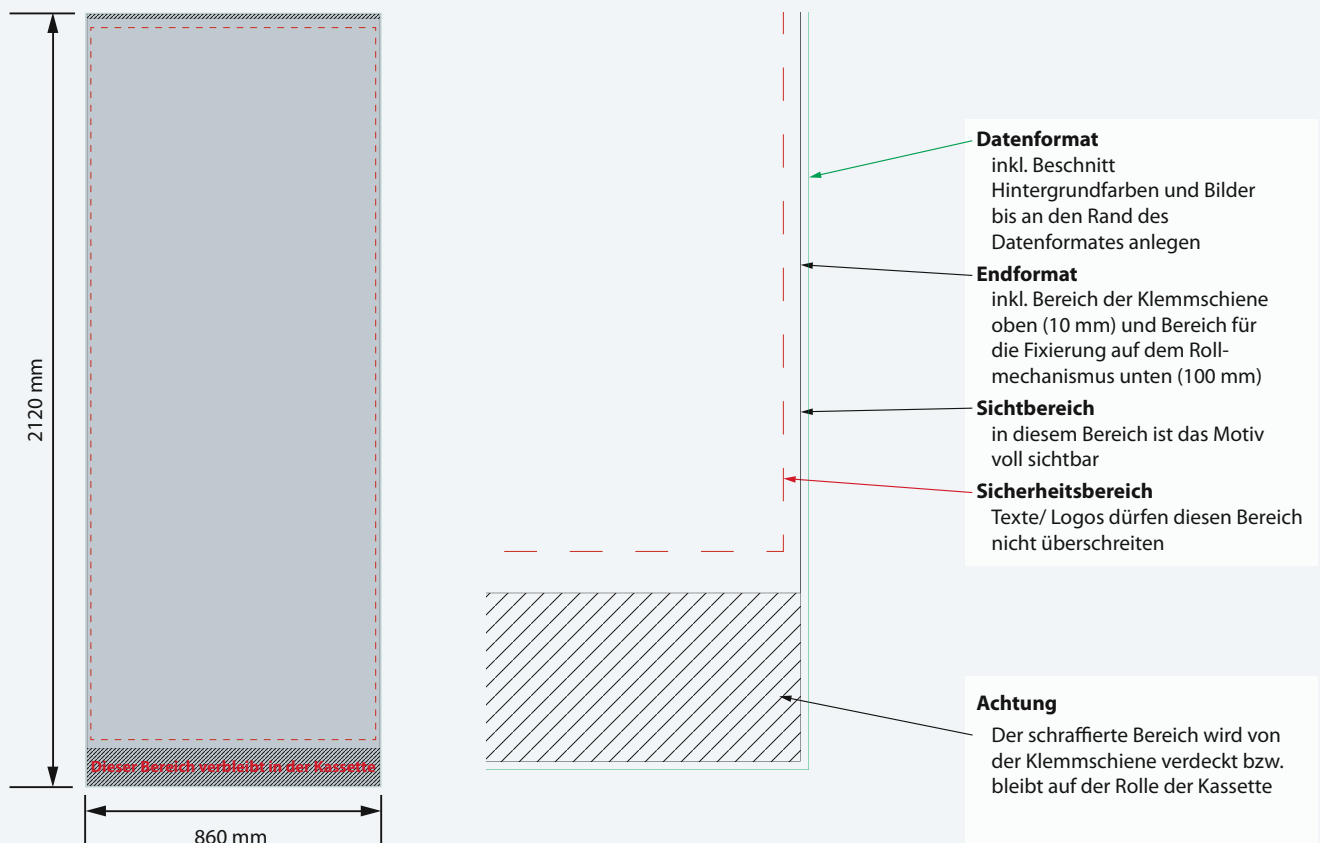 2120 mm
Dieser Bereich verbleibt in der Kassette
860 mm
Datenformat
inkl. Beschnitt
Hintergrundfarben und Bilder
bis an den Rand des
Datenformates anlegen
Endformat
inkl. Bereich der Klemmschiene
oben (10 mm) und Bereich für
die Fixierung auf dem Roll-
mechanismus unten (100 mm)
Sichtbereich
in diesem Bereich ist das Motiv
voll sichtbar
Sicherheitsbereich
Texte/ Logos dürfen diesen Bereich
nicht überschreiten
Achtung
Der schraffierte Bereich wird von
der Klemmschiene verdeckt bzw.
bleibt auf der Rolle der Kassette